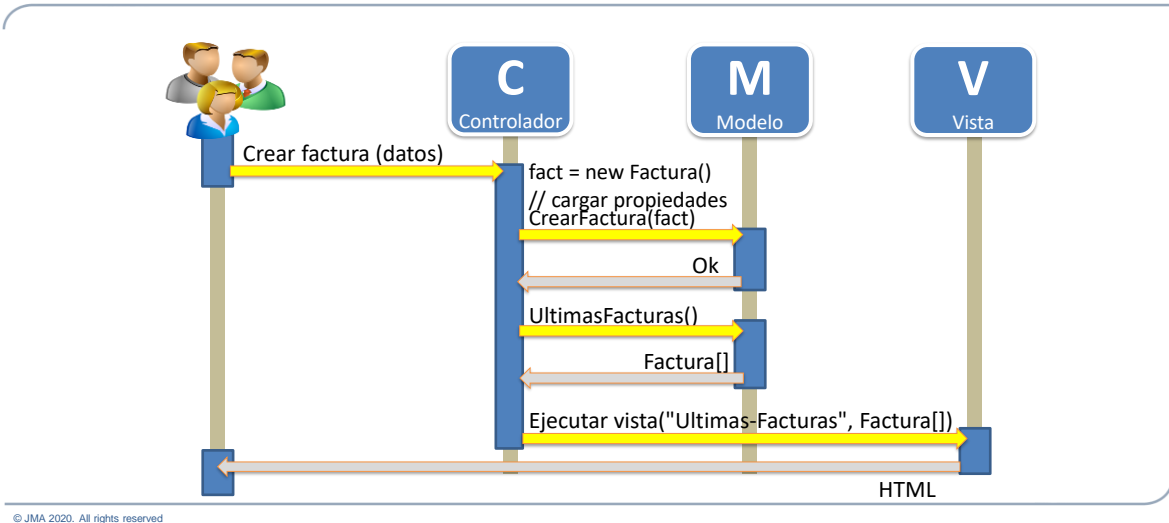 C
Controlador
M
Modelo
V
Vista
Crear factura (datos)
fact = new Factura()
// cargar propiedades
CrearFactura(fact)
Ok
UltimasFacturas()
Factura[]
Ejecutar vista("Ultimas-Facturas", Factura[])
HTML
© JMA 2020. All rights reserved